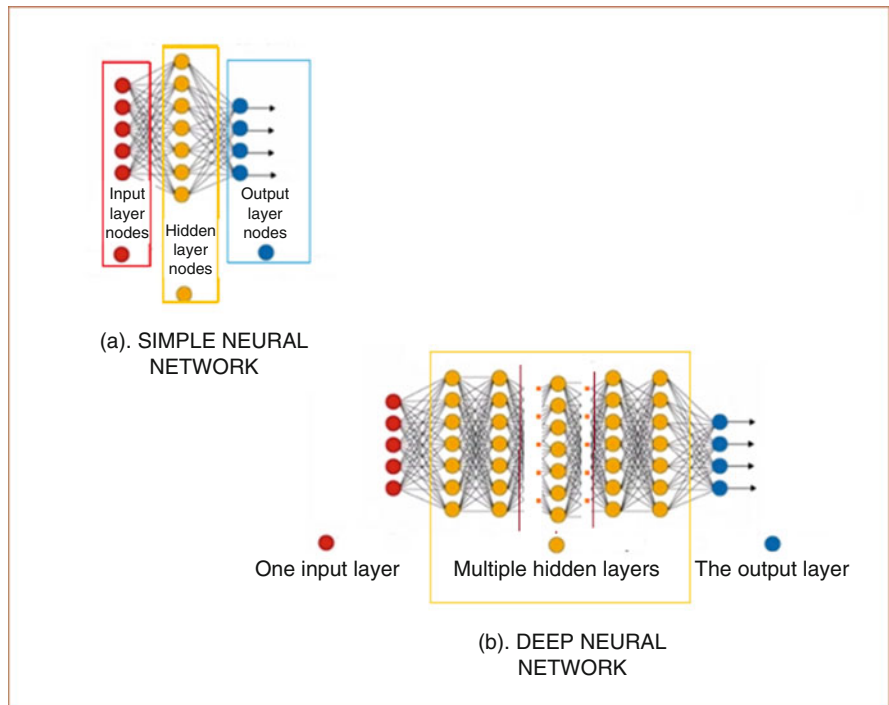 Input
layer
nodes
Hidden
layer
nodes
Output
layer
nodes
(a). SIMPLE NEURAL
NETWORK
One input layer
Multiple hidden layers
The output layer
(b). DEEP NEURAL
NETWORK